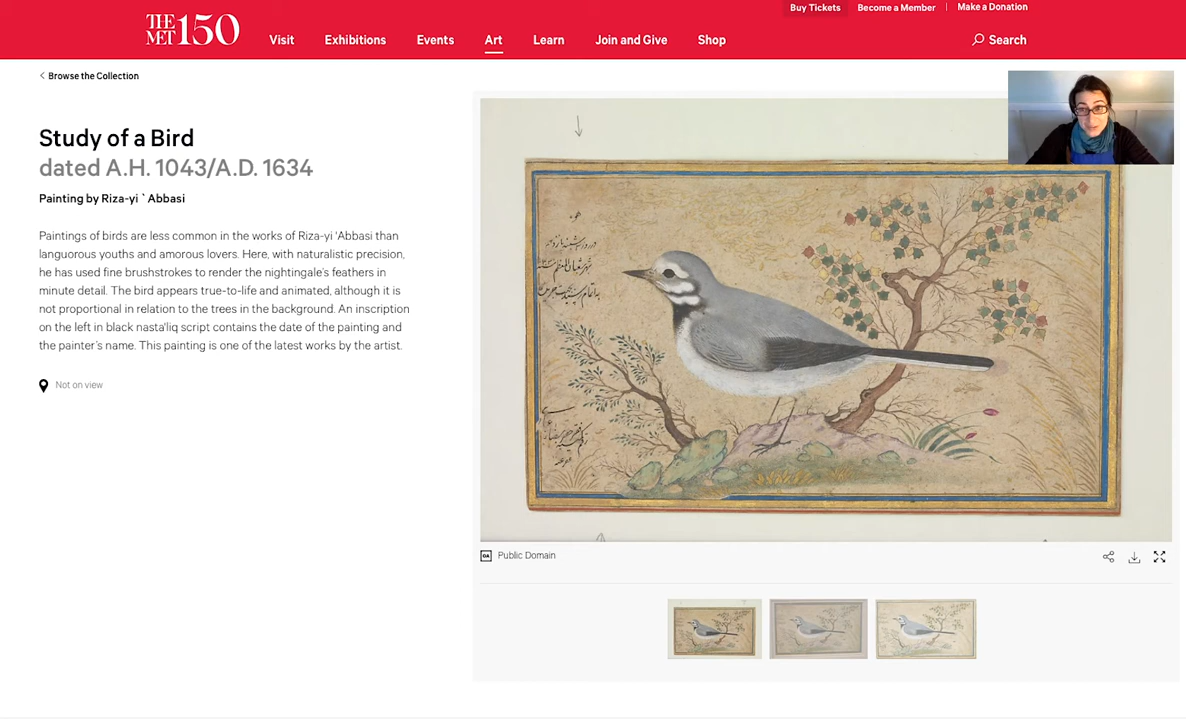 THE
MET 150
Buy Tickets
Become a Member
Make a Donation
Visit
Exhibitions
Events
Art
Learn
Join and Give
Shop
Search
Browse the Collection
Study of a Bird
dated A.H. 1043/A.D. 1634
Painting by Riza-yi `Abbasi
Paintings of birds are less common in the works of Riza-yi 'Abbasi than
languorous youths and amorous lovers. Here, with naturalistic precision,
he has used fine brushstrokes to render the nightingale's feathers in
minute detail. The bird appears true-to-life and animated, although it is
not proportional in relation to the trees in the background. An inscription
on the left in black nasta'liq script contains the date of the painting and
the painter's name. This painting is one of the latest works by the artist.
Not on view
OA Public Domain